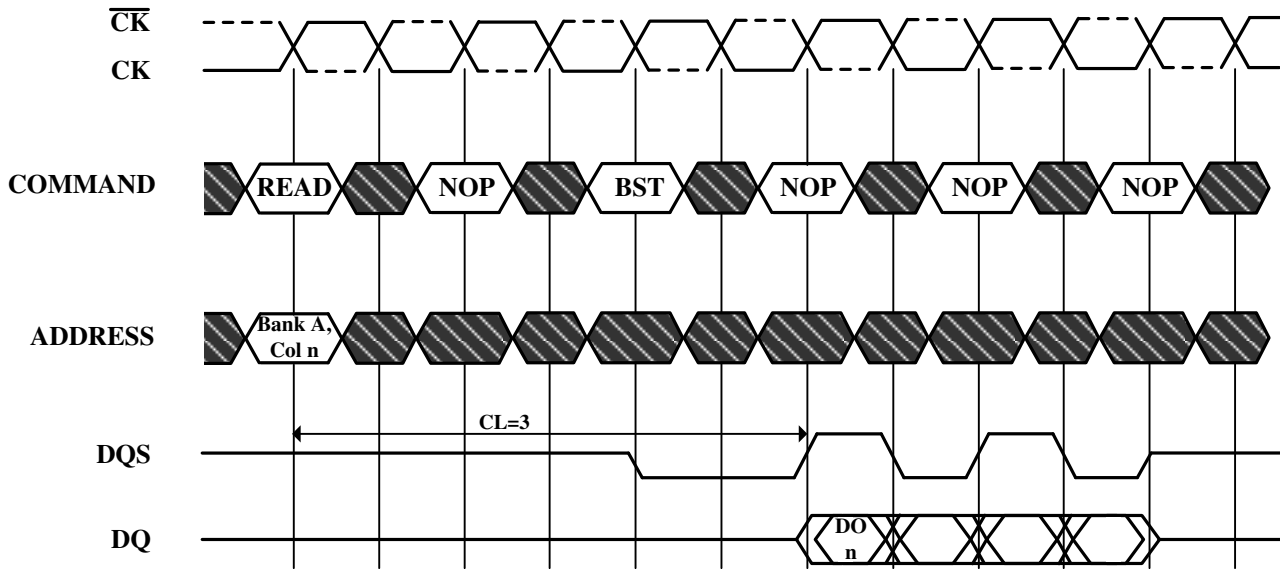 CK
CK
COMMAND
READ NOP BST NOP NOP NOP
ADDRESS
Bank A,
Col n
CL=3
DQS
DQ
DO
n